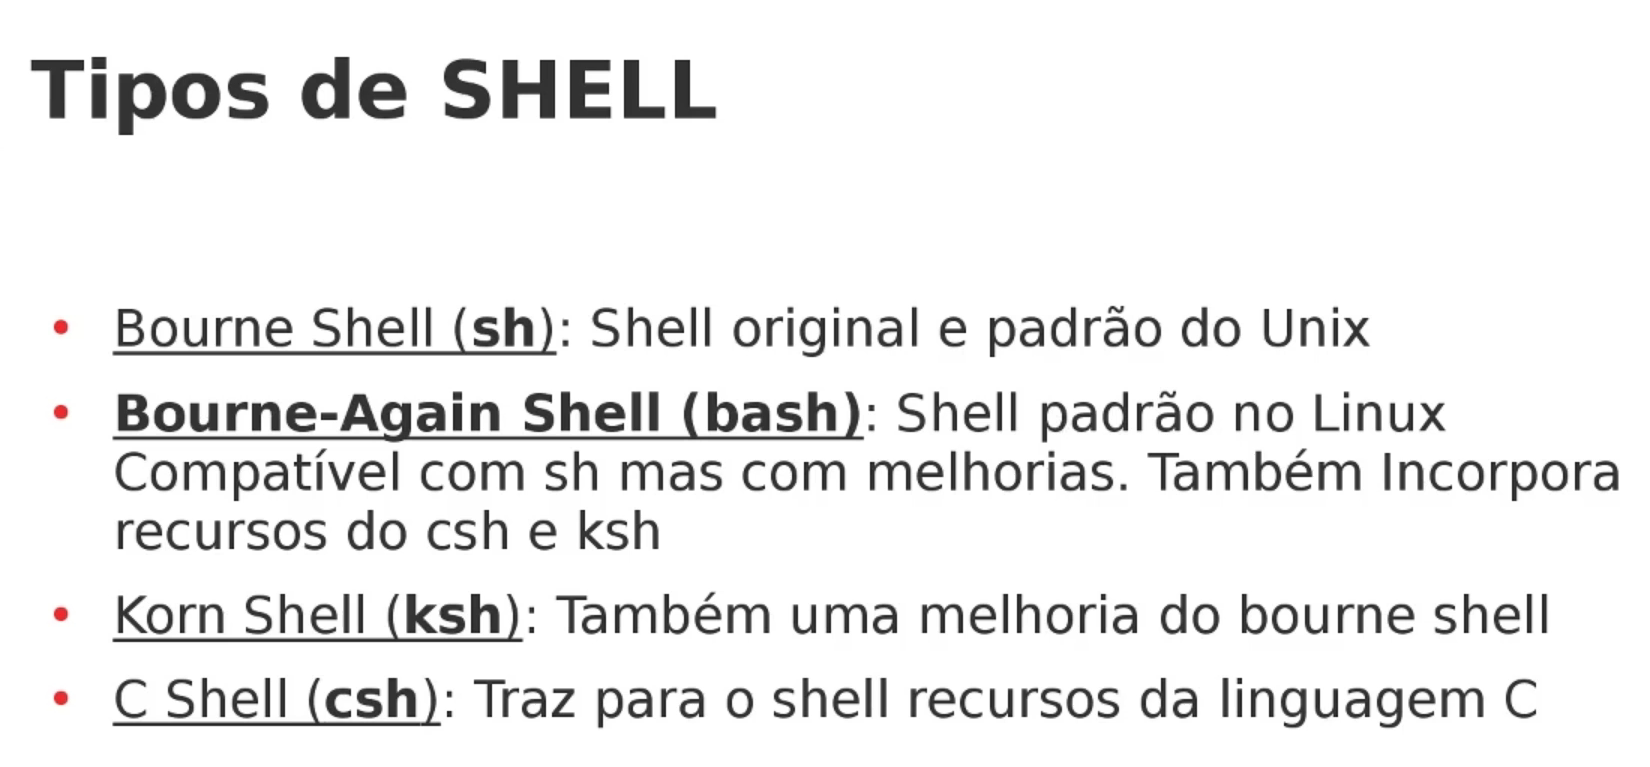 Tipos de SHELL
• Bourne Shell (sh): Shell original e padrão do Unix
• Bourne-Again Shell (bash): Shell padrão no Linux
Compatível com sh mas com melhorias. Também Incorpora
recursos do csh e ksh
• Korn Shell (ksh): Também uma melhoria do bourne shell
• C Shell (csh): Traz para o shell recursos da linguagem C